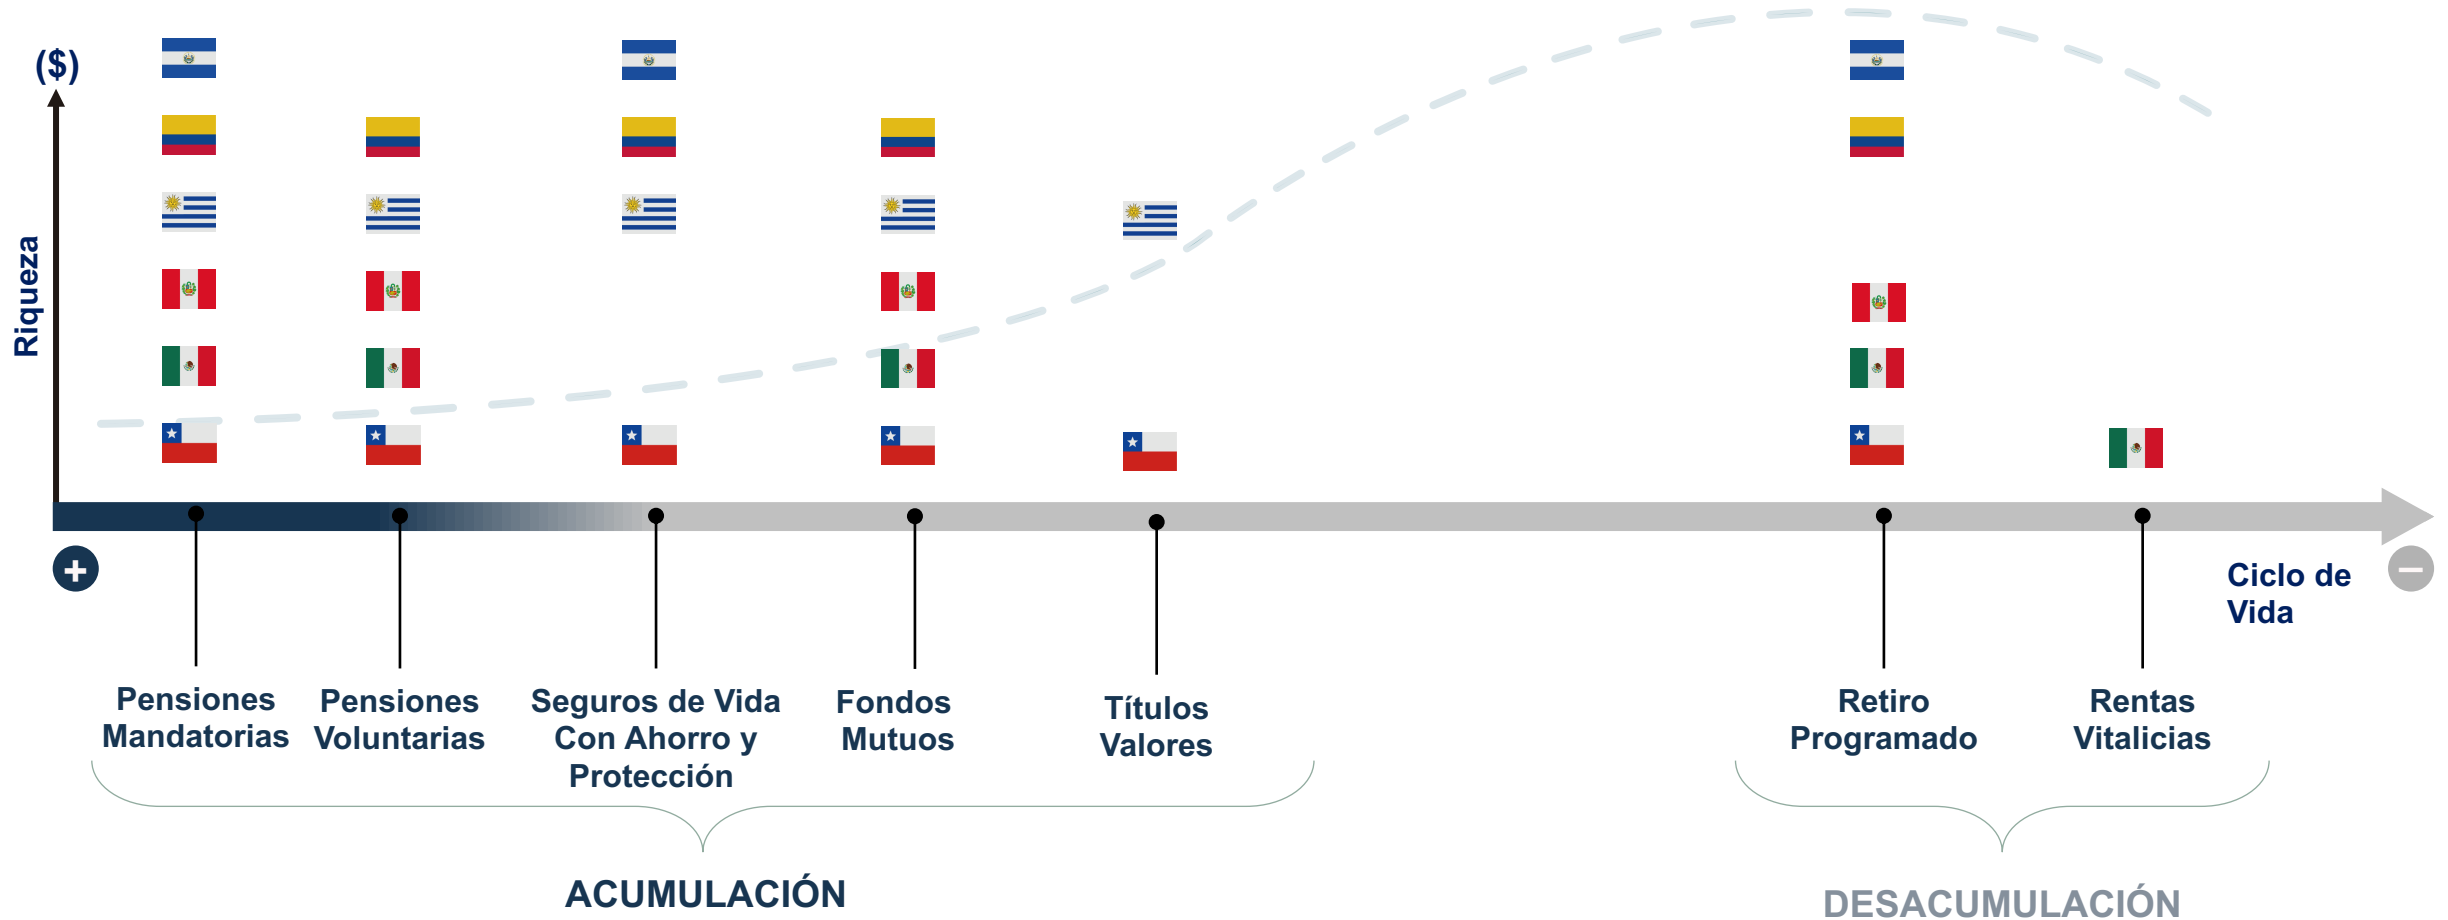 ($)
Riqueza
+
−
Ciclo de
Vida
Pensiones
Mandatorias
Pensiones
Voluntarias
Seguros de Vida
Con Ahorro y
Protección
Fondos
Mutuos
Títulos
Valores
Retiro
Programado
Rentas
Vitalicias
ACUMULACIÓN
DESACUMULACIÓN